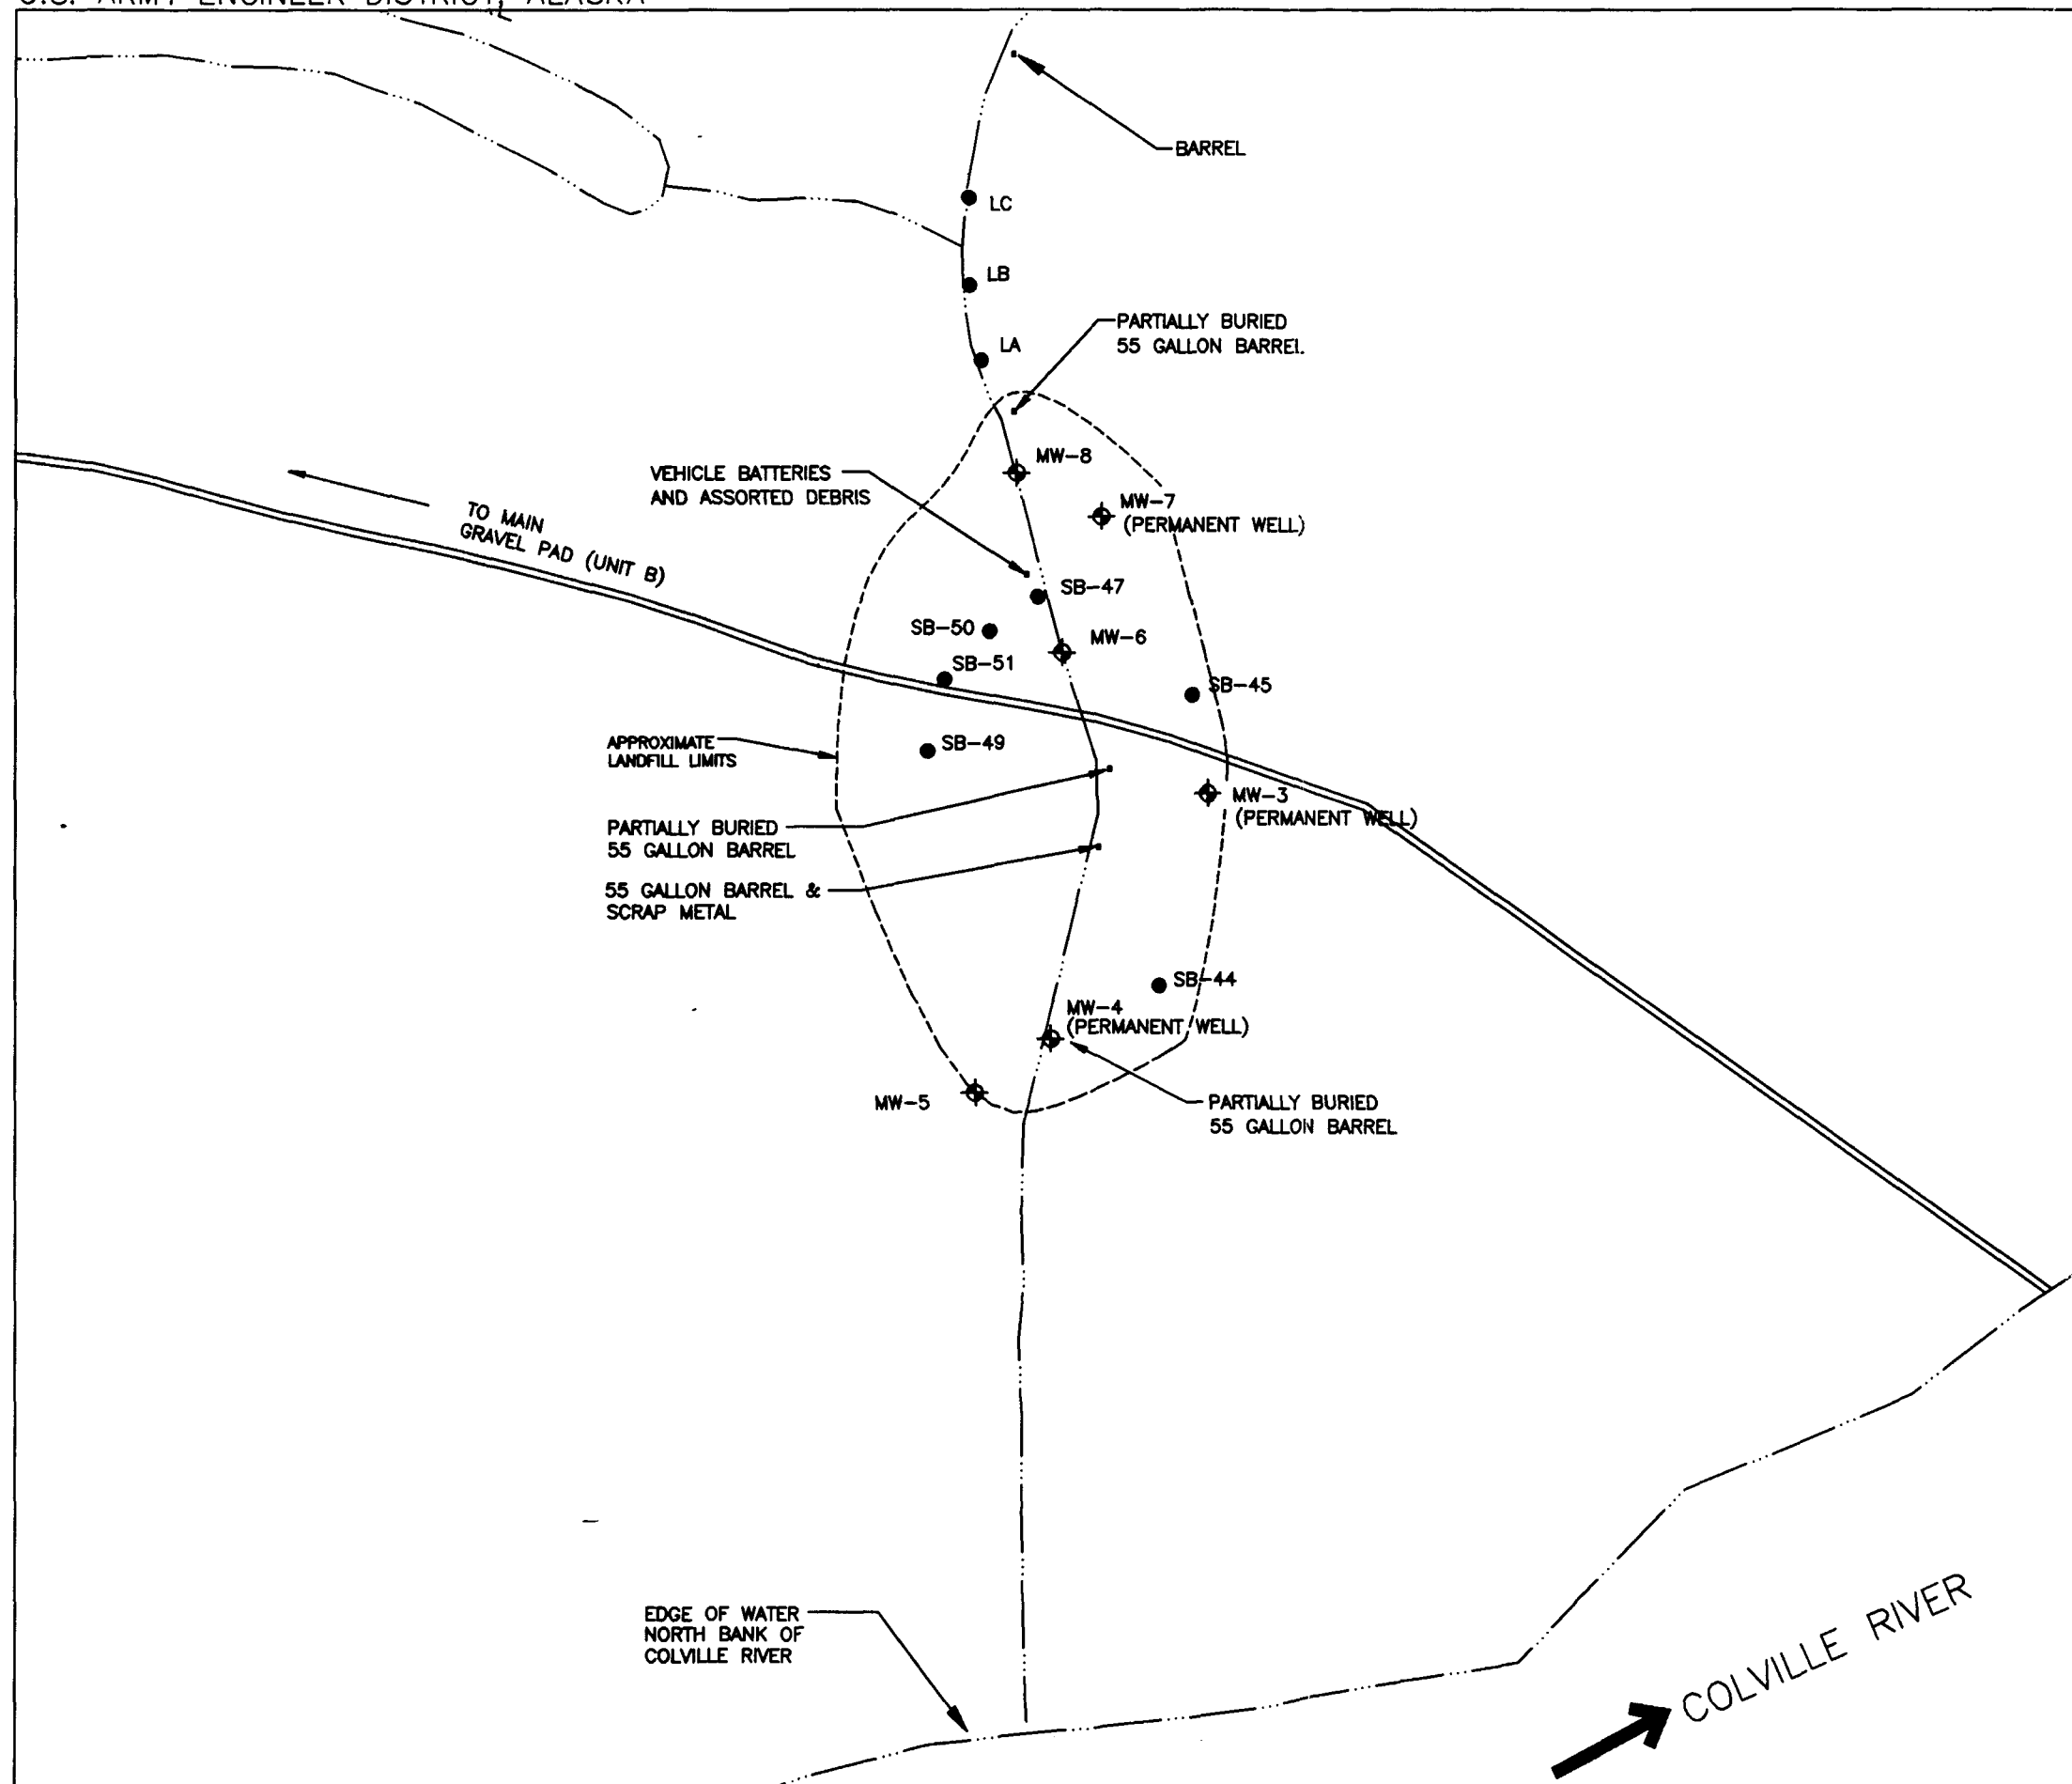 U.S. ARMY ENGINEER DISTRICT, ALASKA
BARREL
LC
LB
LA
PARTIALLY BURIED
55 GALLON BARREL
MW-8
VEHICLE BATTERIES
AND ASSORTED DEBRIS
MW-7
(PERMANENT WELL)
TO MAIN
GRAVEL PAD (UNIT B)
SB-47
SB-50
MW-6
SB-51
SB-45
APPROXIMATE
LANDFILL LIMITS
SB-49
MW-3
(PERMANENT WELL)
PARTIALLY BURIED
55 GALLON BARREL
55 GALLON BARREL &
SCRAP METAL
SB-44
MW-4
(PERMANENT WELL)
MW-5
PARTIALLY BURIED
55 GALLON BARREL
EDGE OF WATER
NORTH BANK OF
COLVILLE RIVER
COLVILLE RIVER